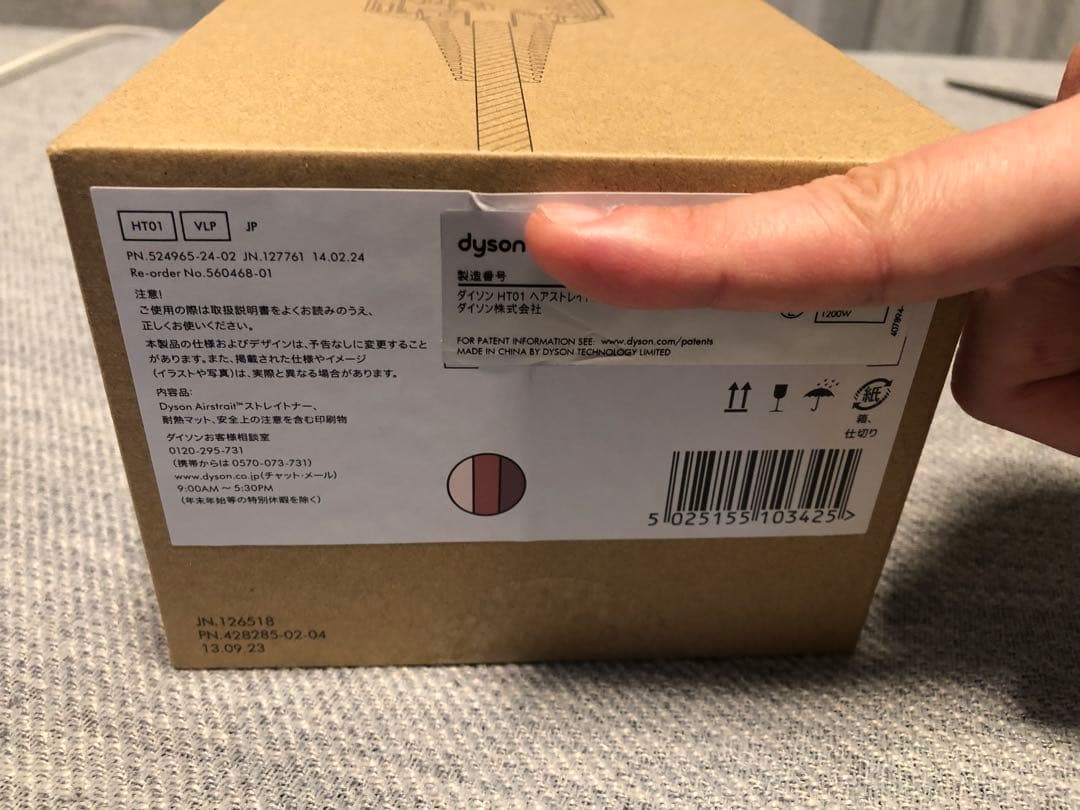 HT01 VLP JP
PN.524965-24-02 JN.127761 14.02.24
Re-order No.560468-01
注意!
ご使用の際は取扱説明書をよくお読みのうえ、
正しくお使いください。
本製品の仕様およびデザインは、予告なしに変更すること
があります。また、掲載された仕様やイメージ
(イラストや写真)は、実際と異なる場合があります。
内容品:
Dyson Airstrait™ストレイトナー、
耐熱マット、安全上の注意を含む印刷物
ダイソンお客様相談室
0120-295-731
(携帯からは 0570-073-731)
www.dyson.co.jp(チャット・メール)
9:00AM～5:30PM
(年末年始等の特別休暇を除く)
dyson
製造番号
ダイソン HT01 ヘアストレイ
ダイソン株式会社
1200W
FOR PATENT INFORMATION SEE: www.dyson.com/patents
MADE IN CHINA BY DYSON TECHNOLOGY LIMITED
紙
箱、
仕切り
5 025155 103425 >
JN.126518
PN.428285-02-04
13.09.23